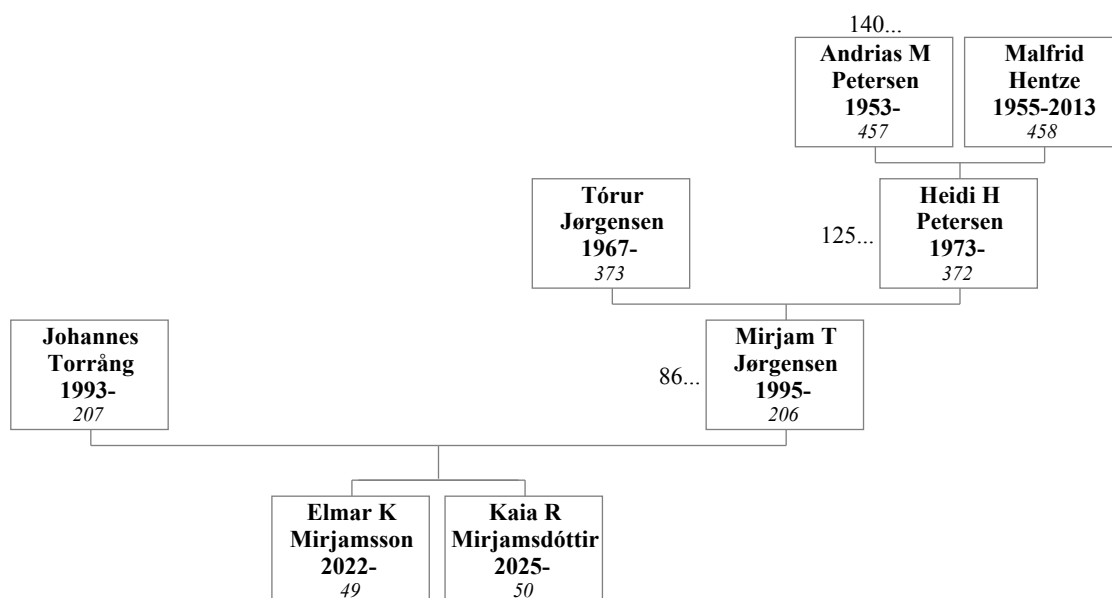 140...
Andrias M
Petersen
1953-
457
Malfrid
Hentze
1955-2013
458
Tórur
Jørgensen
1967-
373
125...
Heidi H
Petersen
1973-
372
Johannes
Torrång
1993-
207
86...
Mirjam T
Jørgensen
1995-
206
Elmar K
Mirjamsson
2022-
49
Kaia R
Mirjamsdóttir
2025-
50